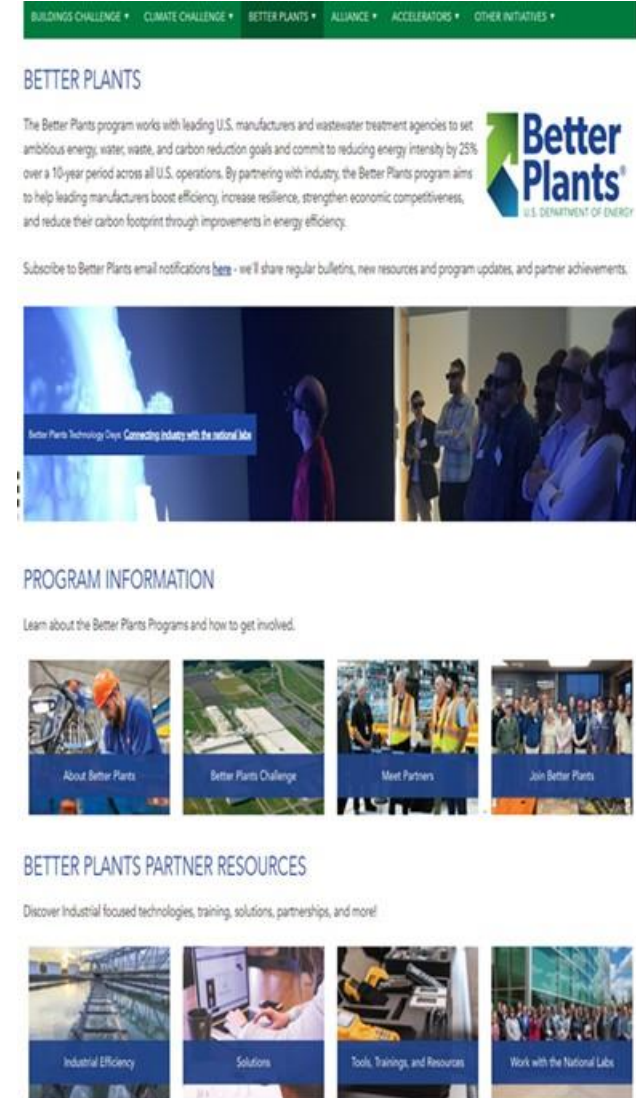 BUILDINGS CHALLENGE ▾ CLIMATE CHALLENGE ▾ BETTER PLANTS ▾ ALLIANCE ▾ ACCELERATORS ▾ OTHER INITIATIVES ▾
BETTER PLANTS
The Better Plants program works with leading U.S. manufacturers and wastewater treatment agencies to set
ambitious energy, water, waste, and carbon reduction goals and commit to reducing energy intensity by 25%
over a 10-year period across all U.S. operations. By partnering with industry, the Better Plants program aims
to help leading manufacturers boost efficiency, increase resilience, strengthen economic competitiveness,
and reduce their carbon footprint through improvements in energy efficiency.
Better
Plants®
U.S. DEPARTMENT OF ENERGY
Subscribe to Better Plants email notifications here - we'll share regular bulletins, new resources and program updates, and partner achievements.
Better Plants Technology Days: Connecting industry with the national labs
PROGRAM INFORMATION
Learn about the Better Plants Programs and how to get involved.
About Better Plants
Better Plants Challenge
Meet Partners
Join Better Plants
BETTER PLANTS PARTNER RESOURCES
Discover Industrial focused technologies, training, solutions, partnerships, and more!
Industrial Efficiency
Solutions
Tools, Trainings, and Resources
Work with the National Labs